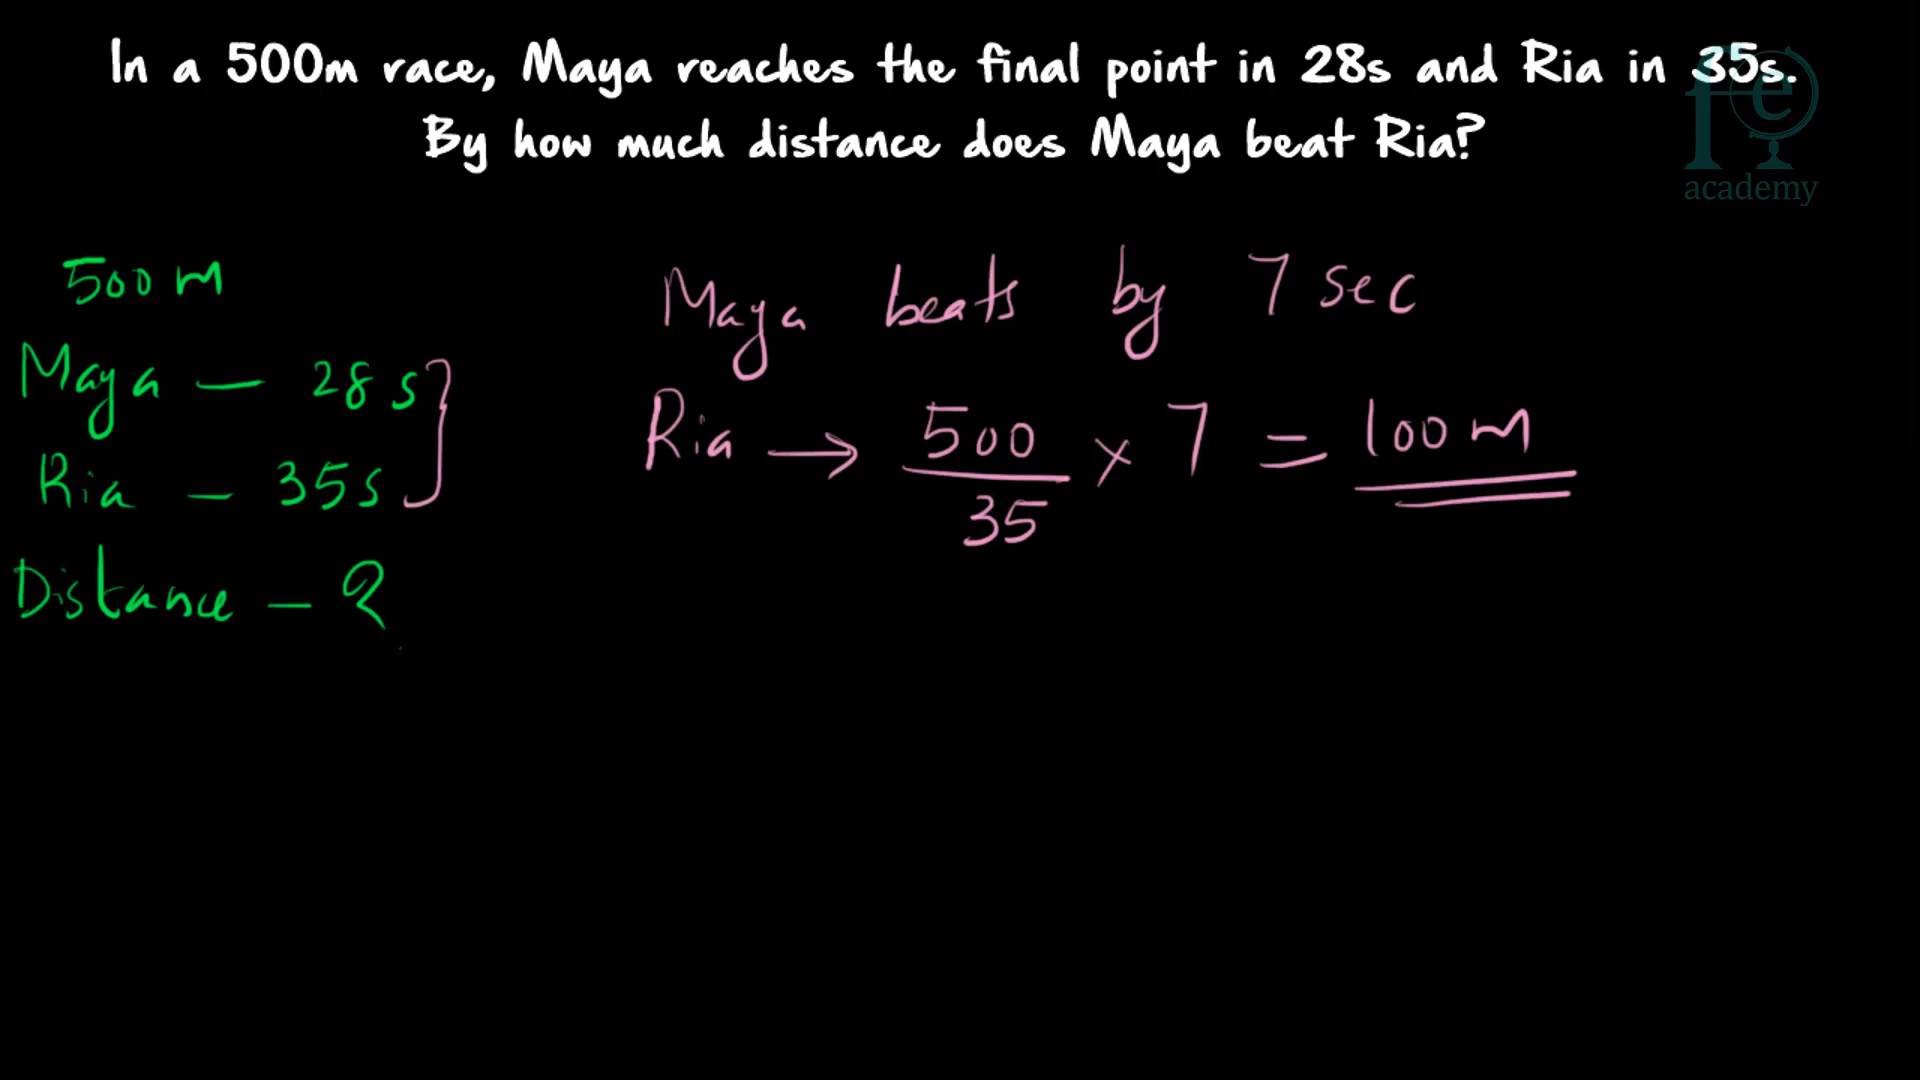 In a 500m race, Maya reaches the final point in 28s and Ria in 35s.
By how much distance does Maya beat Ria?
fe
academy
500 m
Maya — 28 s
Ria — 35s
Distance — ?
Maya beats by 7 sec
Ria → 500/35 × 7 = 100 m